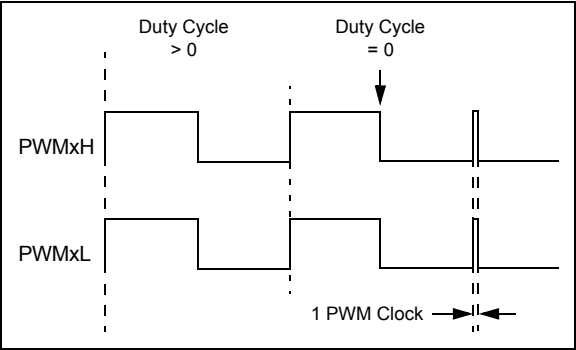 Duty Cycle
> 0
Duty Cycle
= 0
PWMxH
PWMxL
1 PWM Clock